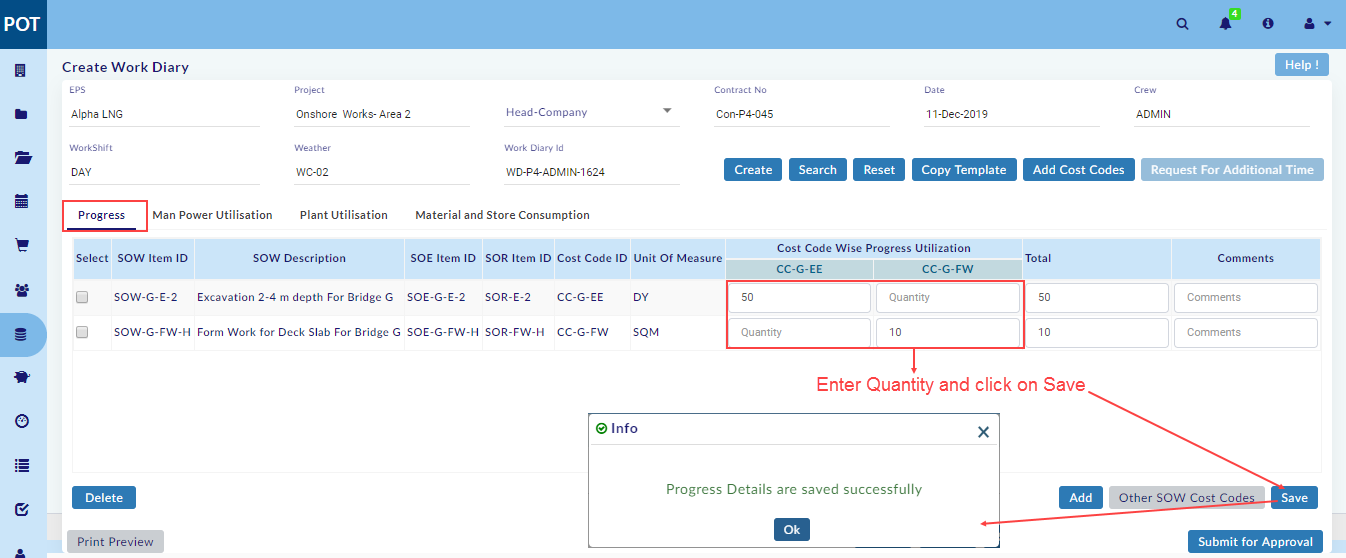 POT
4
Create Work Diary
Help !
EPS Project Contract No Date Crew
Alpha LNG Onshore Works- Area 2 Head-Company Con-P4-045 11-Dec-2019 ADMIN
WorkShift Weather Work Diary Id
DAY WC-02 WD-P4-ADMIN-1624
Create Search Reset Copy Template Add Cost Codes Request For Additional Time
Progress Man Power Utilisation Plant Utilisation Material and Store Consumption
Select SOW Item ID SOW Description SOE Item ID SOR Item ID Cost Code ID Unit Of Measure Cost Code Wise Progress Utilization Total Comments
CC-G-EE CC-G-FW
SOW-G-E-2 Excavation 2-4 m depth For Bridge G SOE-G-E-2 SOR-E-2 CC-G-EE DY 50 Quantity 50 Comments
SOW-G-FW-H Form Work for Deck Slab For Bridge G SOE-G-FW-H SOR-FW-H CC-G-FW SQM Quantity 10 10 Comments
Enter Quantity and click on Save
Info
Progress Details are saved successfully
Ok
Delete Add Other SOW Cost Codes Save
Print Preview Submit for Approval